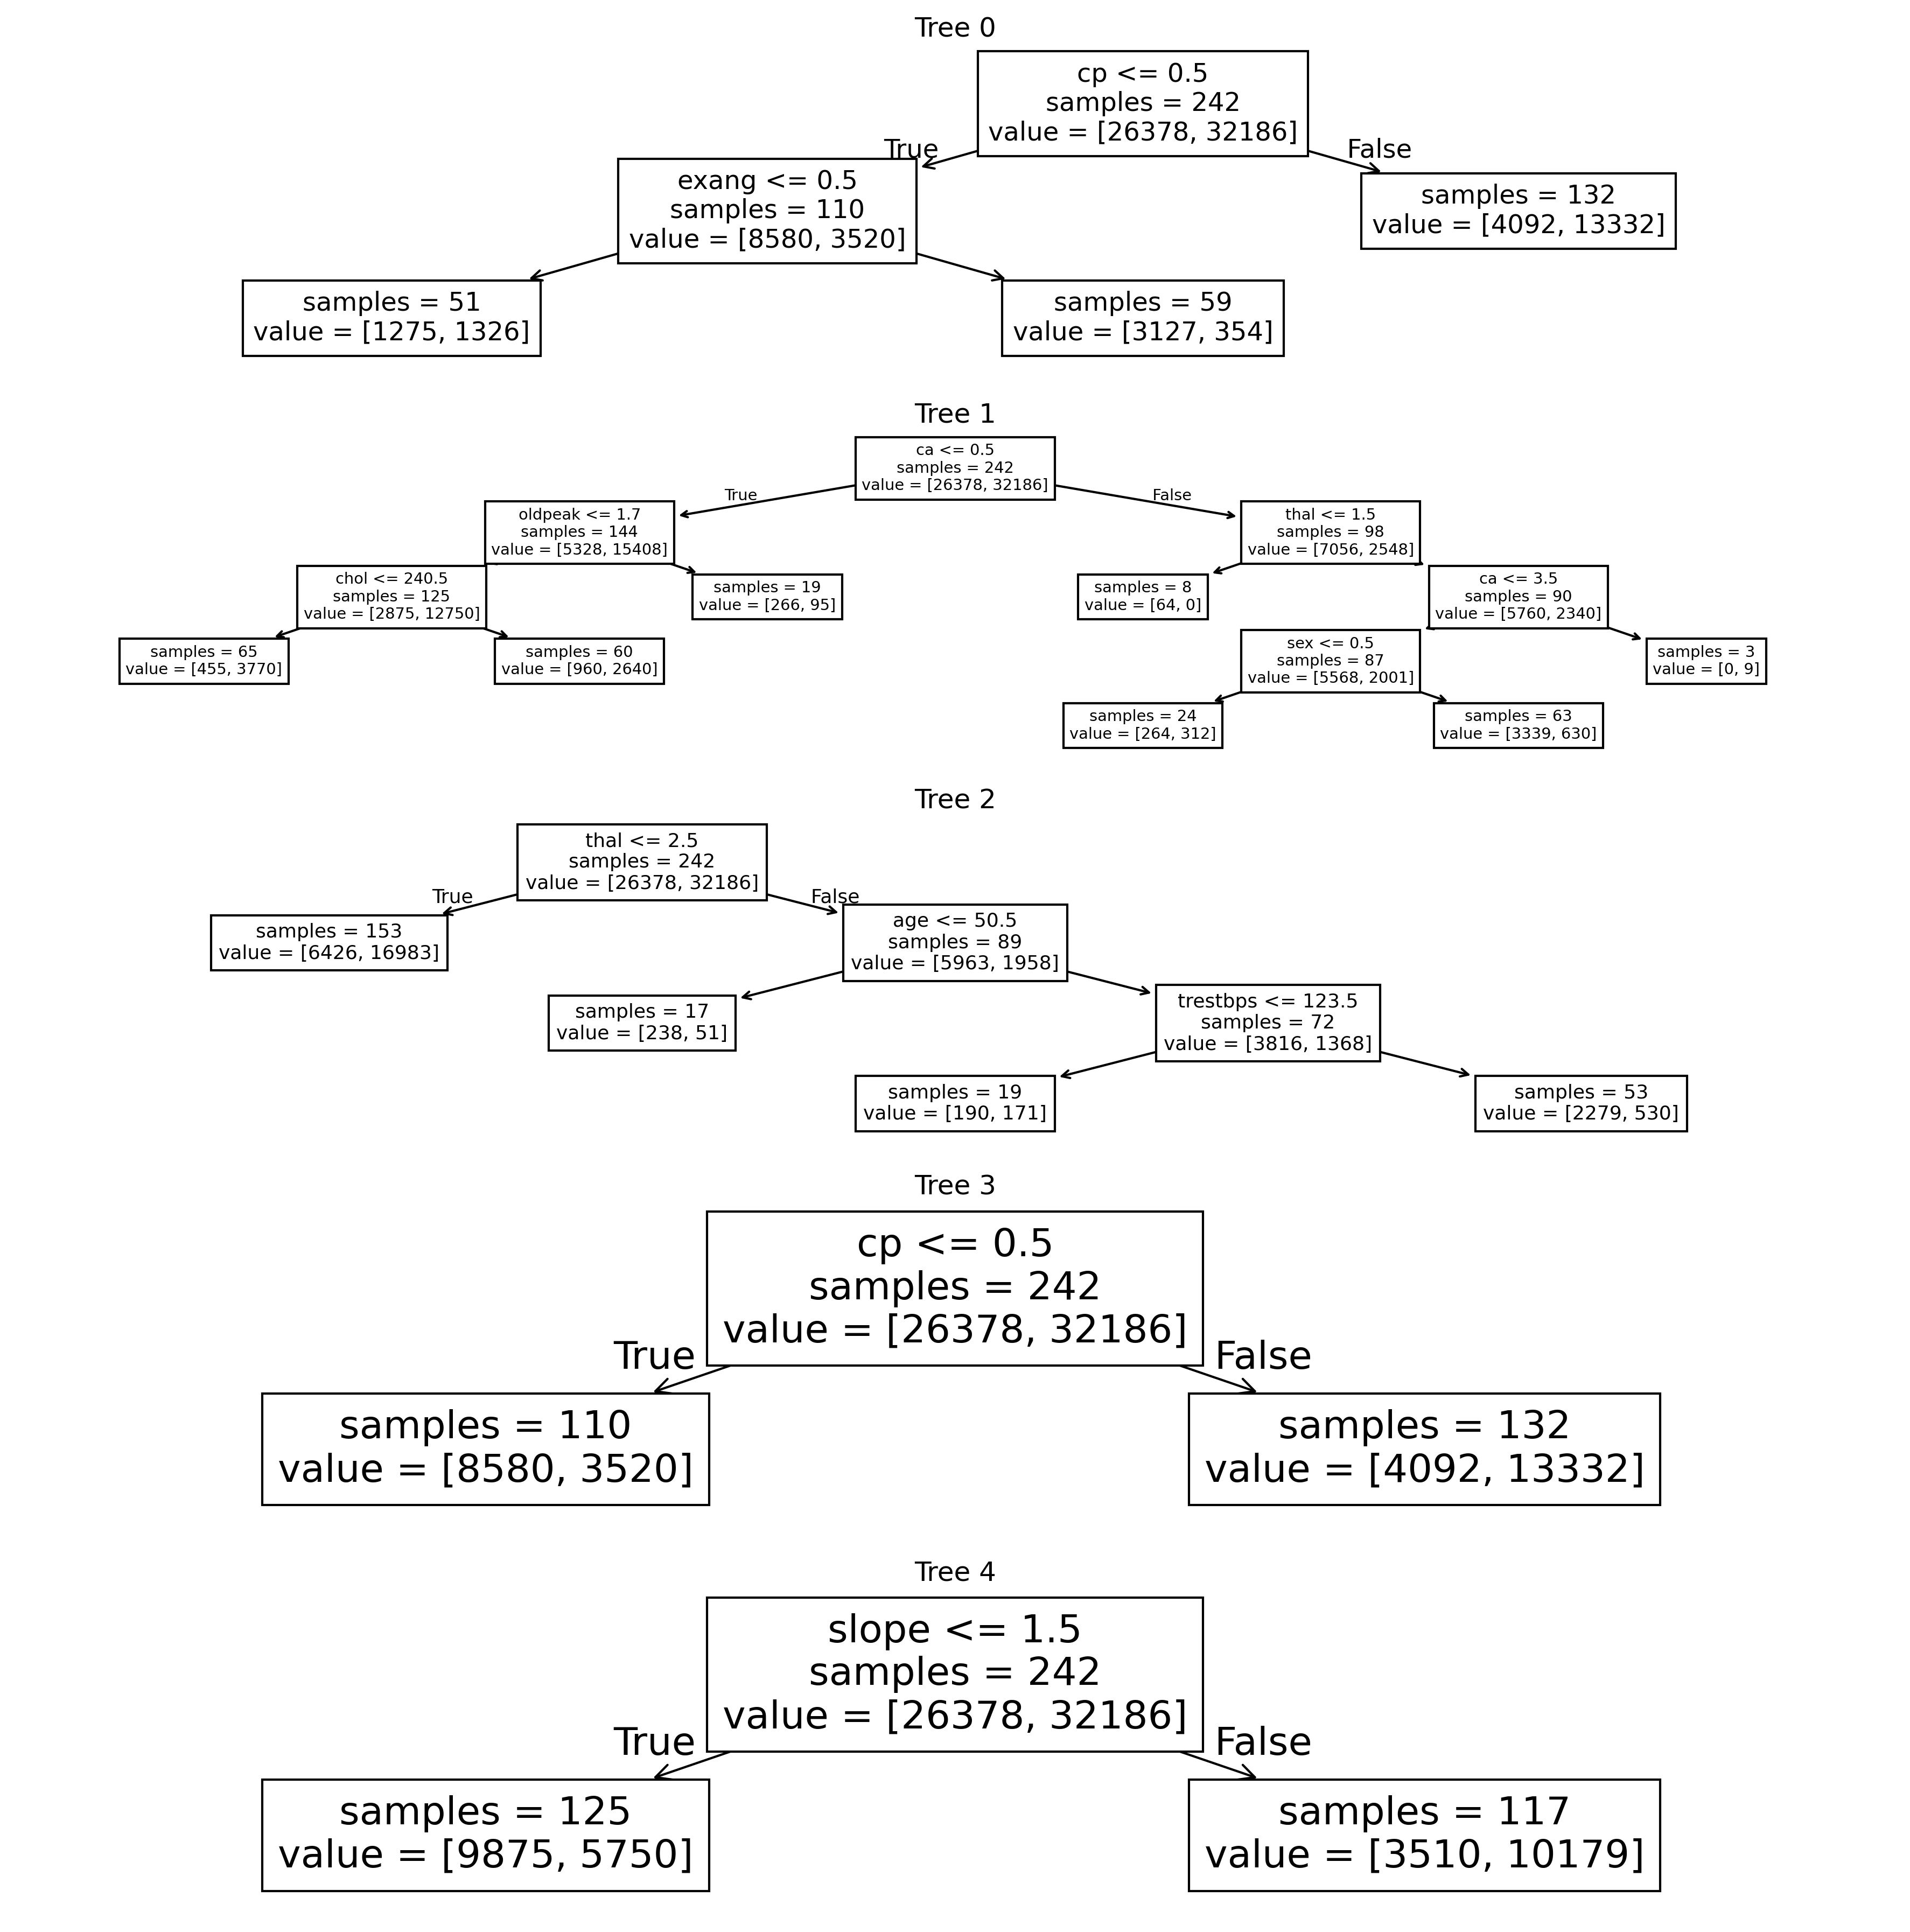 Tree 0
cp <= 0.5
samples = 242
value = [26378, 32186]
True
False
exang <= 0.5
samples = 110
value = [8580, 3520]
samples = 132
value = [4092, 13332]
samples = 51
value = [1275, 1326]
samples = 59
value = [3127, 354]
Tree 1
ca <= 0.5
samples = 242
value = [26378, 32186]
True
False
oldpeak <= 1.7
samples = 144
value = [5328, 15408]
thal <= 1.5
samples = 98
value = [7056, 2548]
chol <= 240.5
samples = 125
value = [2875, 12750]
samples = 19
value = [266, 95]
samples = 8
value = [64, 0]
ca <= 3.5
samples = 90
value = [5760, 2340]
samples = 65
value = [455, 3770]
samples = 60
value = [960, 2640]
sex <= 0.5
samples = 87
value = [5568, 2001]
samples = 3
value = [0, 9]
samples = 24
value = [264, 312]
samples = 63
value = [3339, 630]
Tree 2
thal <= 2.5
samples = 242
value = [26378, 32186]
True
False
samples = 153
value = [6426, 16983]
age <= 50.5
samples = 89
value = [5963, 1958]
samples = 17
value = [238, 51]
trestbps <= 123.5
samples = 72
value = [3816, 1368]
samples = 19
value = [190, 171]
samples = 53
value = [2279, 530]
Tree 3
cp <= 0.5
samples = 242
value = [26378, 32186]
True
False
samples = 110
value = [8580, 3520]
samples = 132
value = [4092, 13332]
Tree 4
slope <= 1.5
samples = 242
value = [26378, 32186]
True
False
samples = 125
value = [9875, 5750]
samples = 117
value = [3510, 10179]